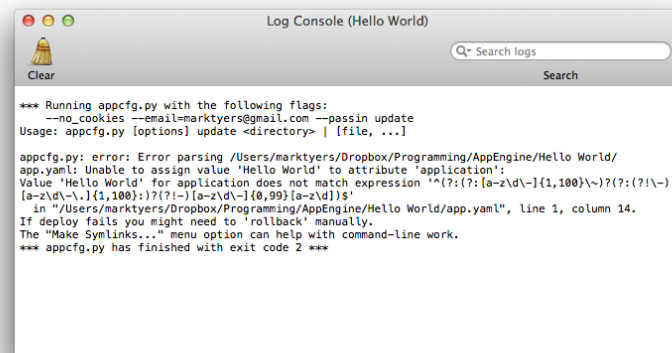 Log Console (Hello World)
Search logs
Clear
Search
*** Running appcfg.py with the following flags:
    --no_cookies --email=marktyers@gmail.com --passin update
Usage: appcfg.py [options] update <directory> | [file, ...]
appcfg.py: error: Error parsing /Users/marktyers/Dropbox/Programming/AppEngine/Hello World/
app.yaml: Unable to assign value 'Hello World' to attribute 'application':
Value 'Hello World' for application does not match expression '^(?:(?:[a-z\d\-]{1,100}\~)?(?:(?!\-)
[a-z\d\-\.]{1,100}:)?(?!-)[a-z\d\-]{0,99}[a-z\d])$'
  in "/Users/marktyers/Dropbox/Programming/AppEngine/Hello World/app.yaml", line 1, column 14.
If deploy fails you might need to 'rollback' manually.
The "Make Symlinks..." menu option can help with command-line work.
*** appcfg.py has finished with exit code 2 ***